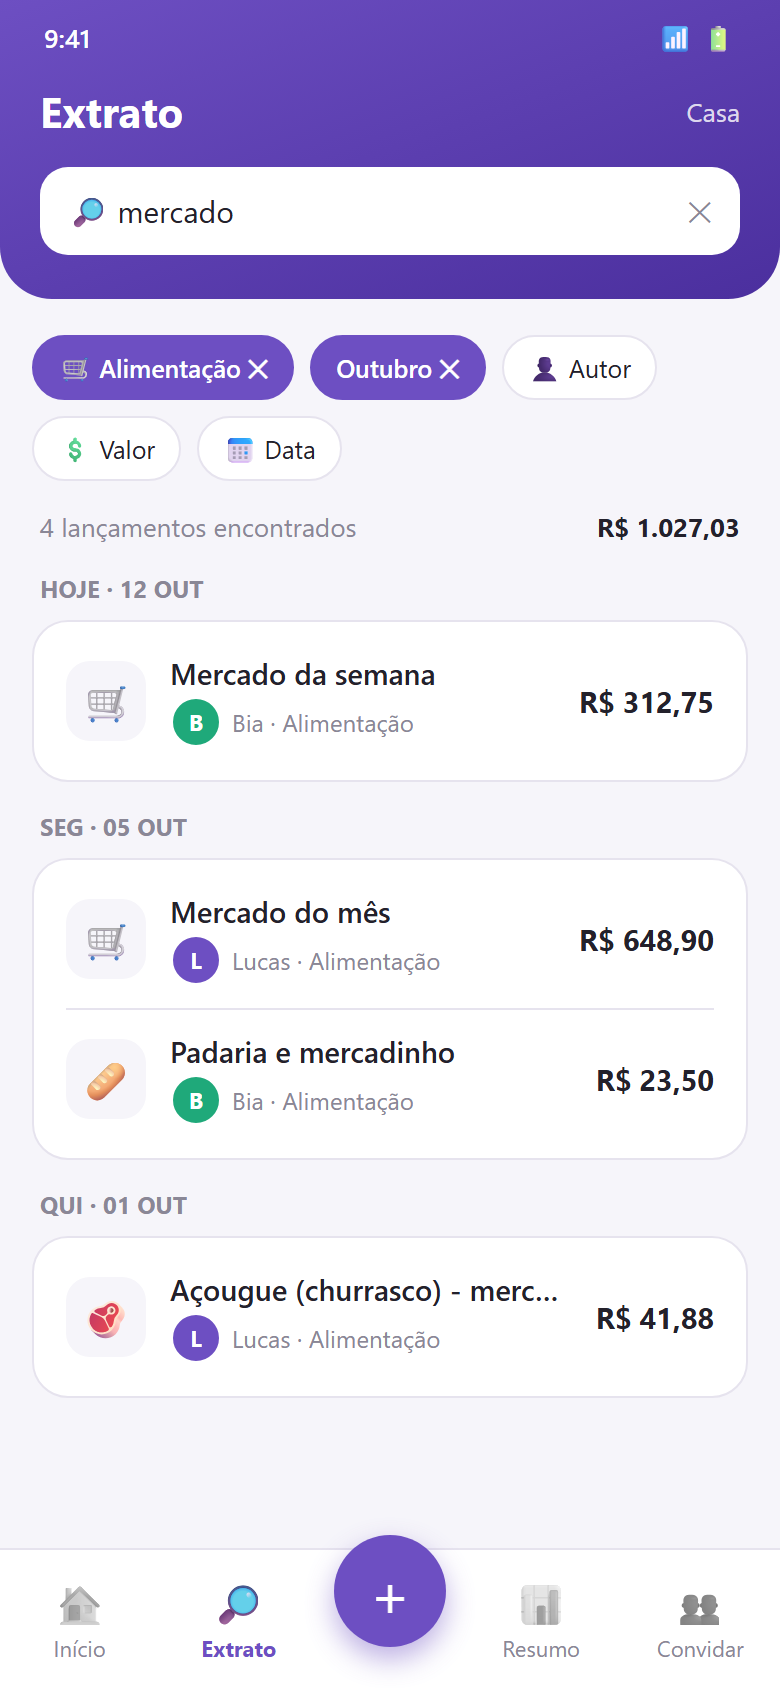 9:41
Extrato
Casa
mercado
Alimentação ✕
Outubro ✕
Autor
Valor
Data
4 lançamentos encontrados
R$ 1.027,03
HOJE · 12 OUT
Mercado da semana
R$ 312,75
B Bia · Alimentação
SEG · 05 OUT
Mercado do mês
R$ 648,90
L Lucas · Alimentação
Padaria e mercadinho
R$ 23,50
B Bia · Alimentação
QUI · 01 OUT
Açougue (churrasco) - merc...
R$ 41,88
L Lucas · Alimentação
+
Início
Extrato
Resumo
Convidar